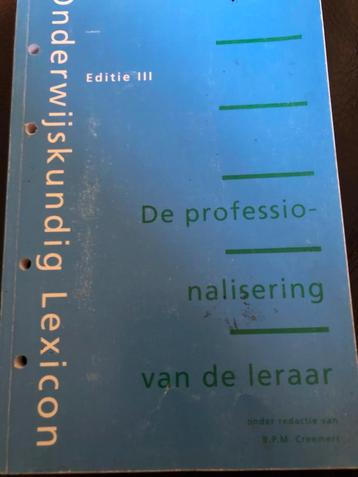 Onderwijskundig Lexicon
Editie III
De professio-
nalisering
van de leraar
onder redactie van
B.P.M. Creemers